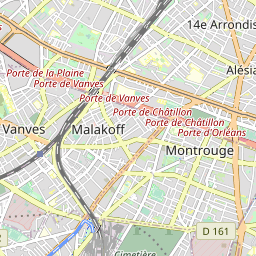 14e Arrondis
Alésia
Porte de la Plaine
Porte de Vanves
Porte de Vanves
Porte de Châtillon
Porte de Châtillon
Porte d'Orléans
Vanves
Malakoff
Montrouge
D 161
2
Cimetière